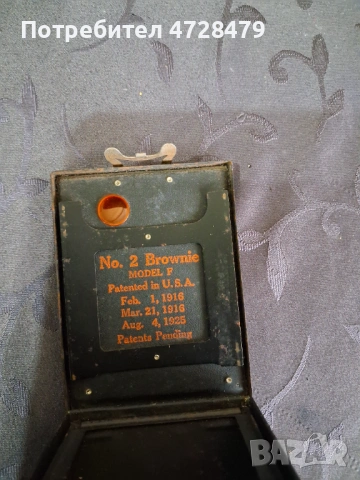 Потребител 4728479
No. 2 Brownie
MODEL F
Patented in U.S.A.
Feb. 1, 1916
Mar. 21, 1916
Aug. 4, 1925
Patents Pending
BAZAR